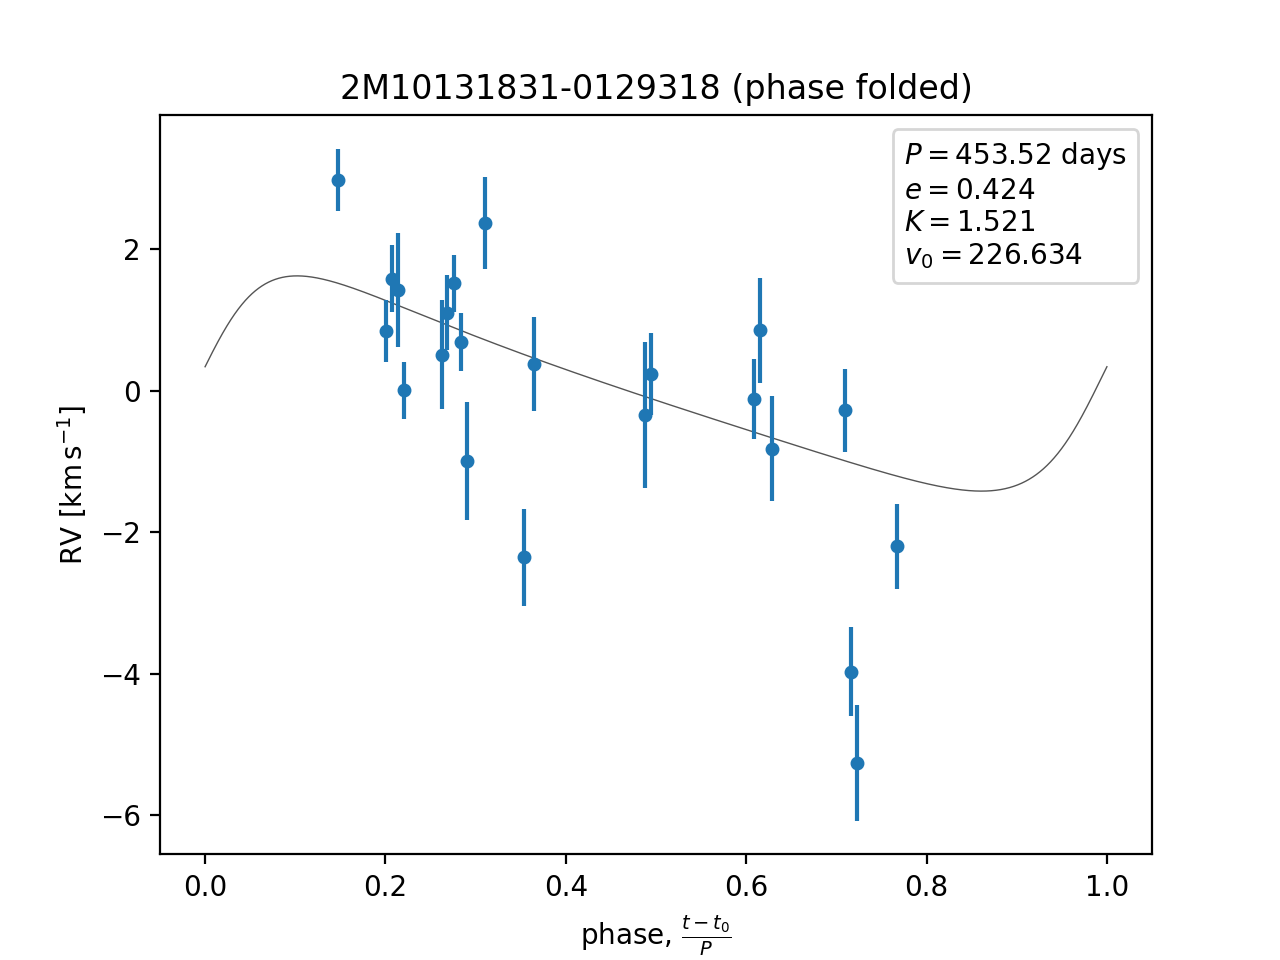 2M10131831-0129318 (phase folded)
P = 453.52 days
e = 0.424
K = 1.521
v₀ = 226.634
RV [km s⁻¹]
2
0
−2
−4
−6
0.0 0.2 0.4 0.6 0.8 1.0
phase, (t − t₀)/P